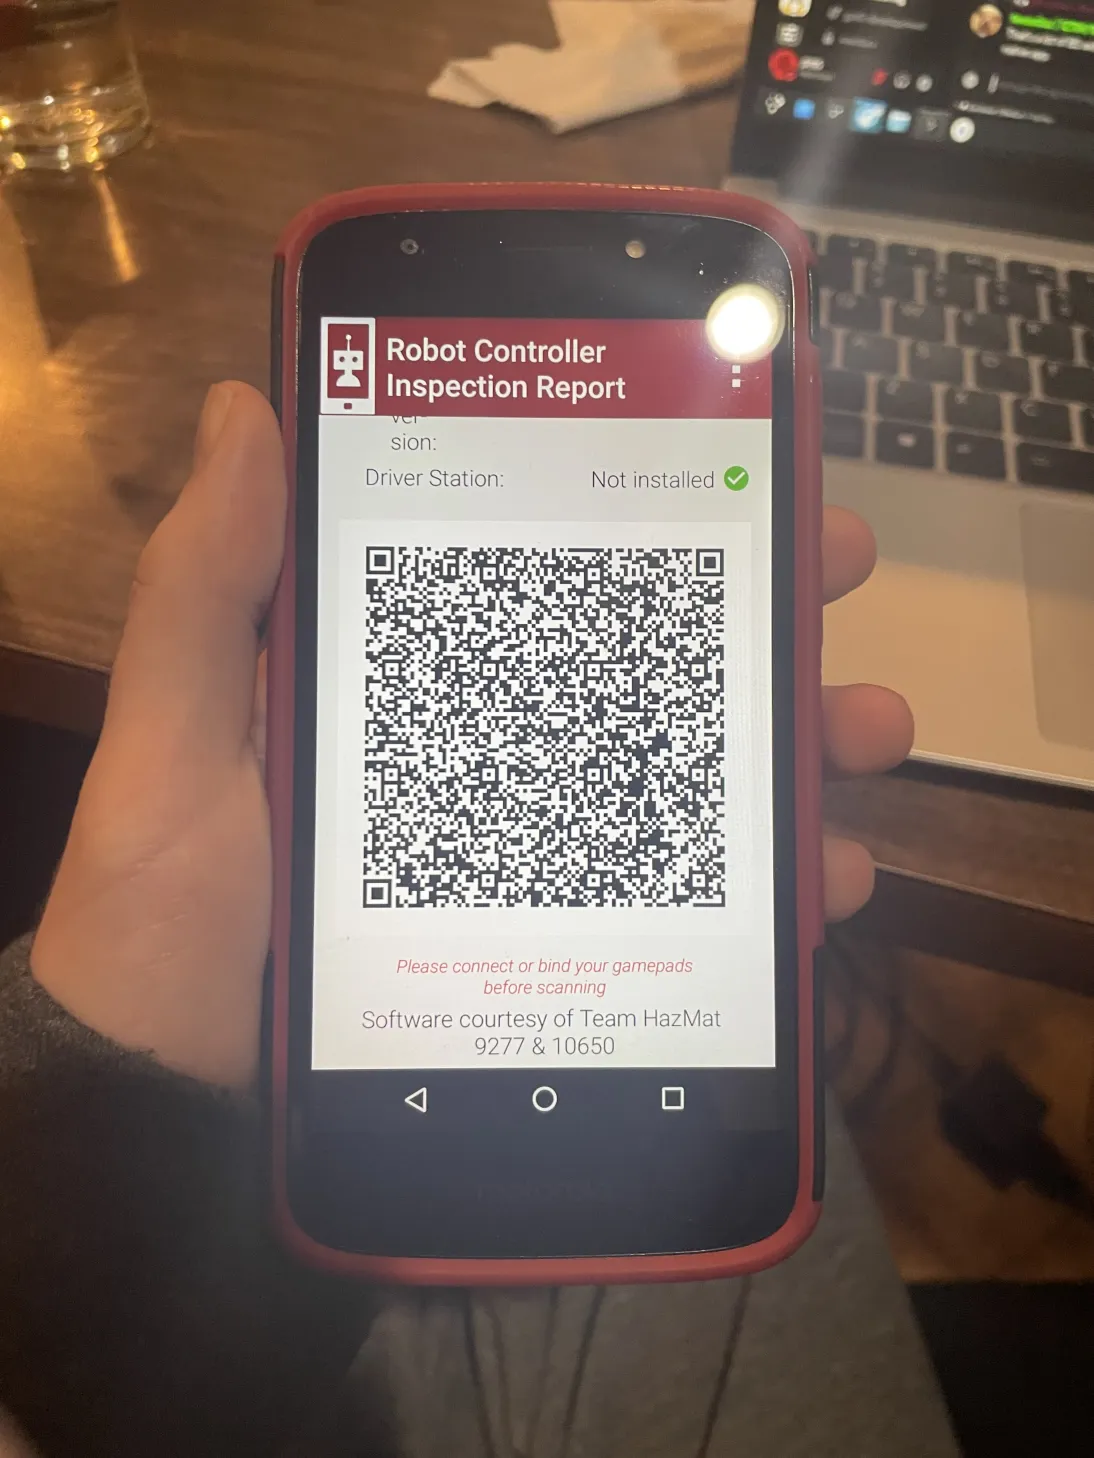 Robot Controller
Inspection Report
sion:
Driver Station: Not installed
Please connect or bind your gamepads
before scanning
Software courtesy of Team HazMat
9277 & 10650